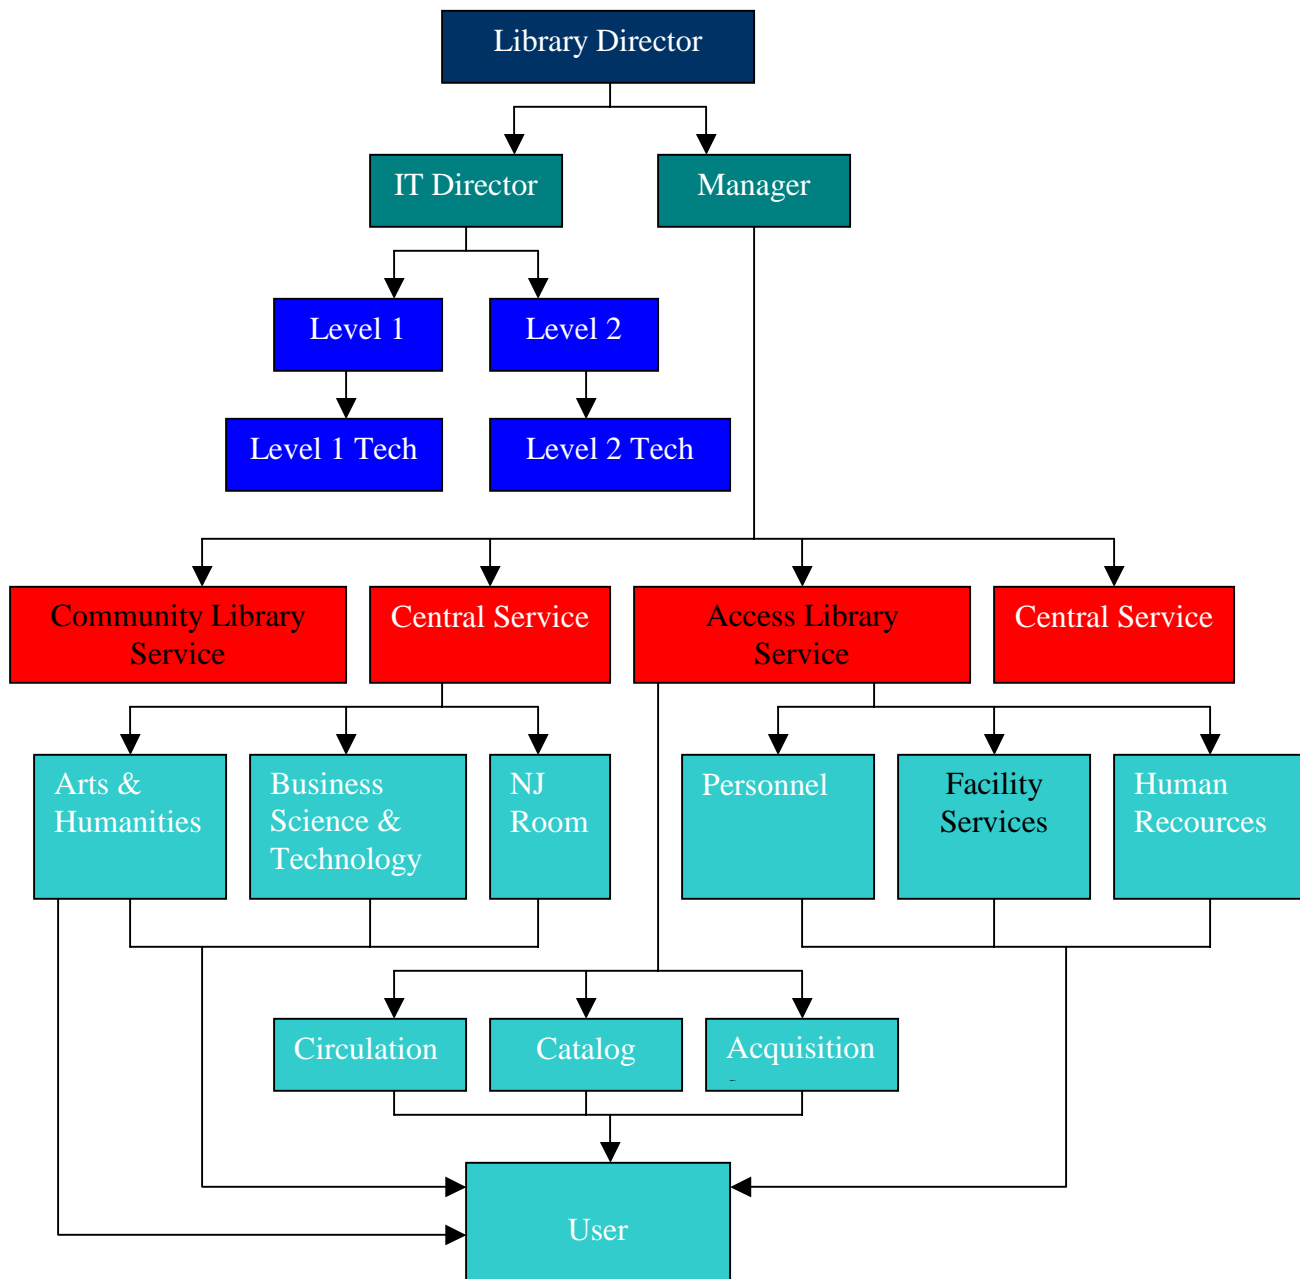 Library Director
IT Director
Manager
Level 1
Level 2
Level 1 Tech
Level 2 Tech
Community Library
Service
Central Service
Access Library
Service
Central Service
Arts &
Humanities
Business
Science &
Technology
NJ
Room
Personnel
Facility
Services
Human
Recources
Circulation
Catalog
Acquisition
User